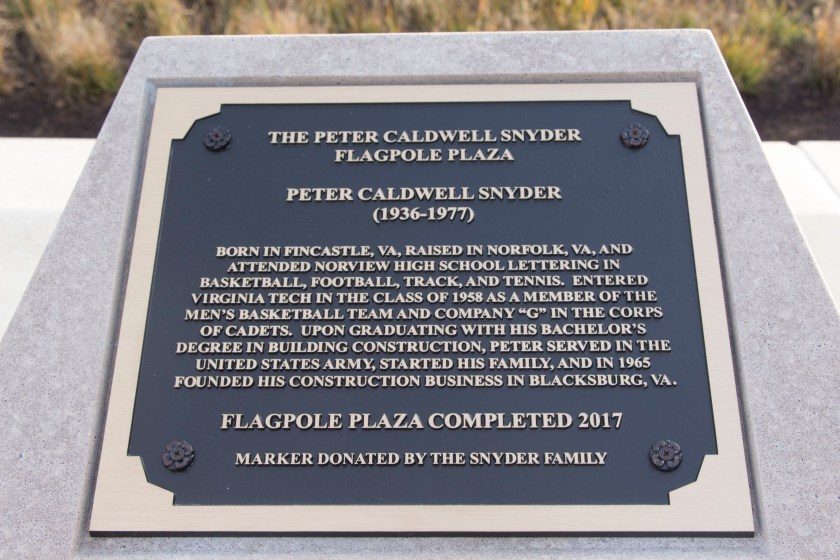 THE PETER CALDWELL SNYDER
FLAGPOLE PLAZA
PETER CALDWELL SNYDER
(1936-1977)
BORN IN FINCASTLE, VA, RAISED IN NORFOLK, VA, AND
ATTENDED NORVIEW HIGH SCHOOL LETTERING IN
BASKETBALL, FOOTBALL, TRACK, AND TENNIS. ENTERED
VIRGINIA TECH IN THE CLASS OF 1958 AS A MEMBER OF THE
MEN'S BASKETBALL TEAM AND COMPANY "G" IN THE CORPS
OF CADETS. UPON GRADUATING WITH HIS BACHELOR'S
DEGREE IN BUILDING CONSTRUCTION, PETER SERVED IN THE
UNITED STATES ARMY, STARTED HIS FAMILY, AND IN 1965
FOUNDED HIS CONSTRUCTION BUSINESS IN BLACKSBURG, VA.
FLAGPOLE PLAZA COMPLETED 2017
MARKER DONATED BY THE SNYDER FAMILY